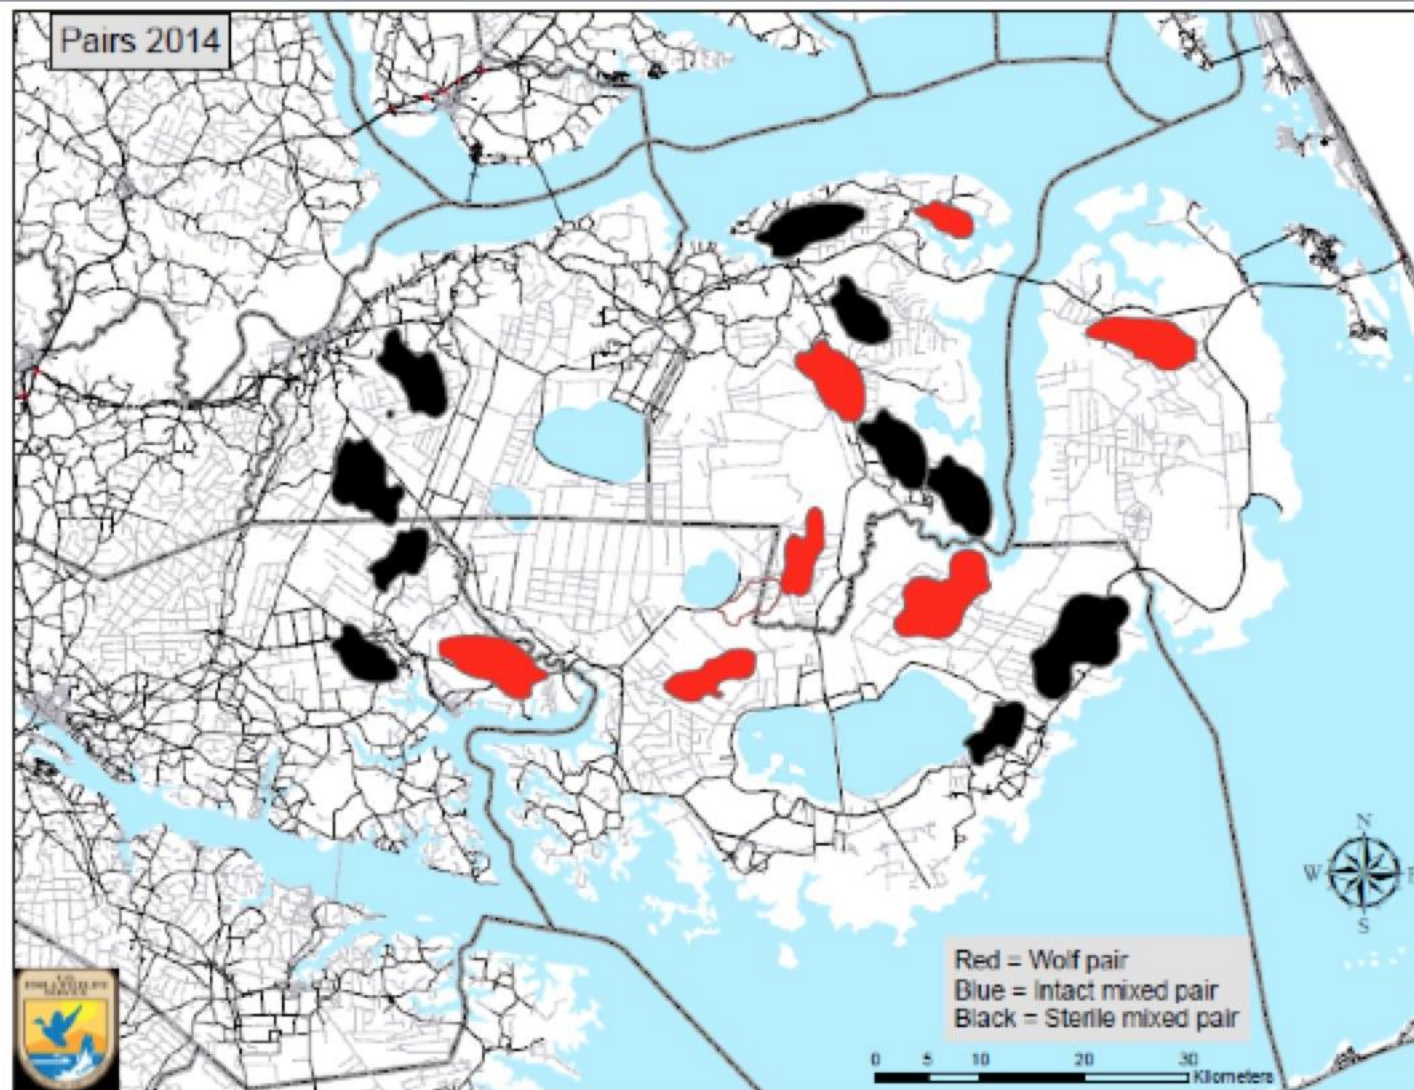 Pairs 2014
N
W
S
Red = Wolf pair
Blue = Intact mixed pair
Black = Sterile mixed pair
0 5 10 20 30
Kilometers